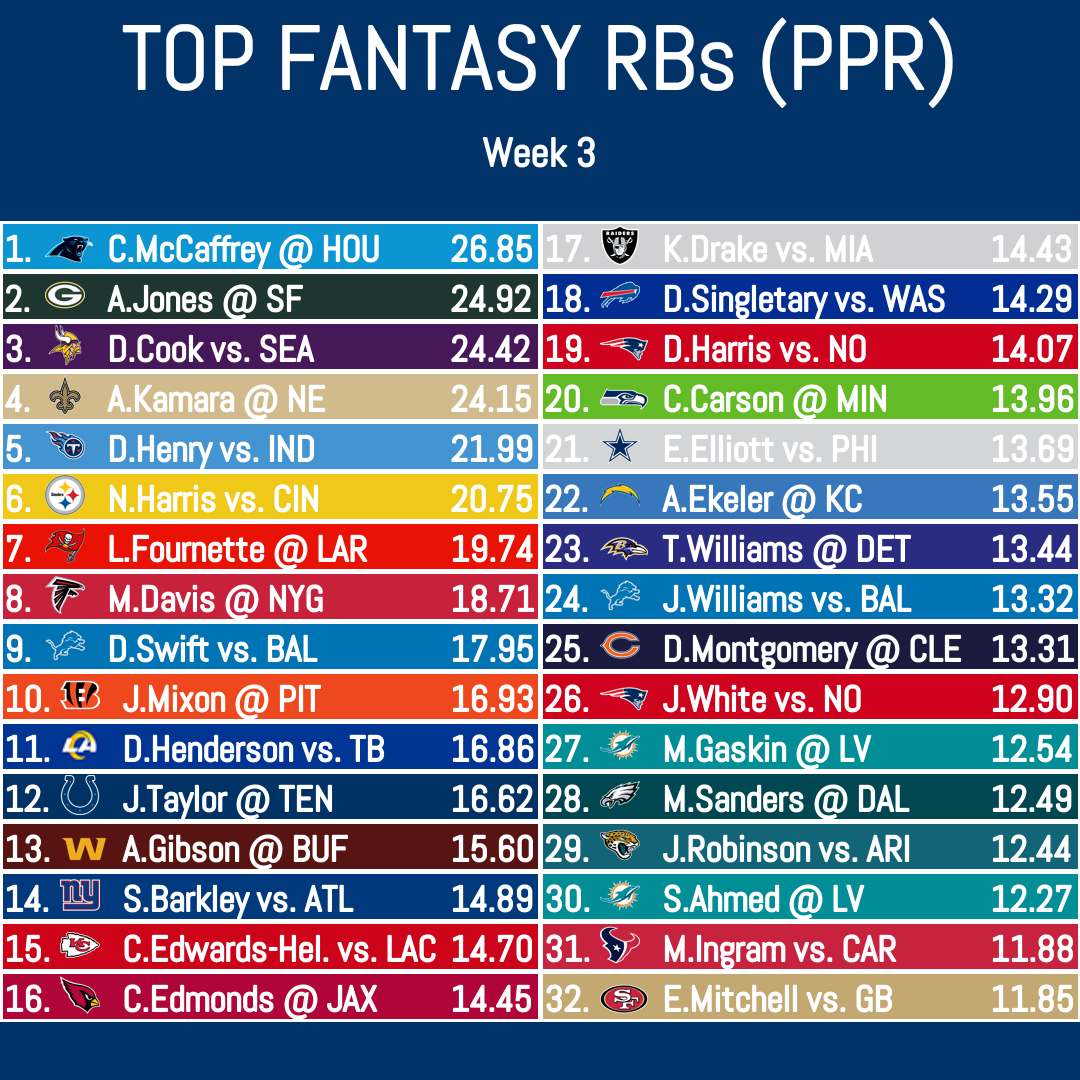 TOP FANTASY RBs (PPR)
Week 3
1. C.McCaffrey @ HOU 26.85
2. A.Jones @ SF 24.92
3. D.Cook vs. SEA 24.42
4. A.Kamara @ NE 24.15
5. D.Henry vs. IND 21.99
6. N.Harris vs. CIN 20.75
7. L.Fournette @ LAR 19.74
8. M.Davis @ NYG 18.71
9. D.Swift vs. BAL 17.95
10. J.Mixon @ PIT 16.93
11. D.Henderson vs. TB 16.86
12. J.Taylor @ TEN 16.62
13. A.Gibson @ BUF 15.60
14. S.Barkley vs. ATL 14.89
15. C.Edwards-Hel. vs. LAC 14.70
16. C.Edmonds @ JAX 14.45
17. RAIDERS K.Drake vs. MIA 14.43
18. D.Singletary vs. WAS 14.29
19. D.Harris vs. NO 14.07
20. C.Carson @ MIN 13.96
21. E.Elliott vs. PHI 13.69
22. A.Ekeler @ KC 13.55
23. T.Williams @ DET 13.44
24. J.Williams vs. BAL 13.32
25. D.Montgomery @ CLE 13.31
26. J.White vs. NO 12.90
27. M.Gaskin @ LV 12.54
28. M.Sanders @ DAL 12.49
29. J.Robinson vs. ARI 12.44
30. S.Ahmed @ LV 12.27
31. M.Ingram vs. CAR 11.88
32. E.Mitchell vs. GB 11.85